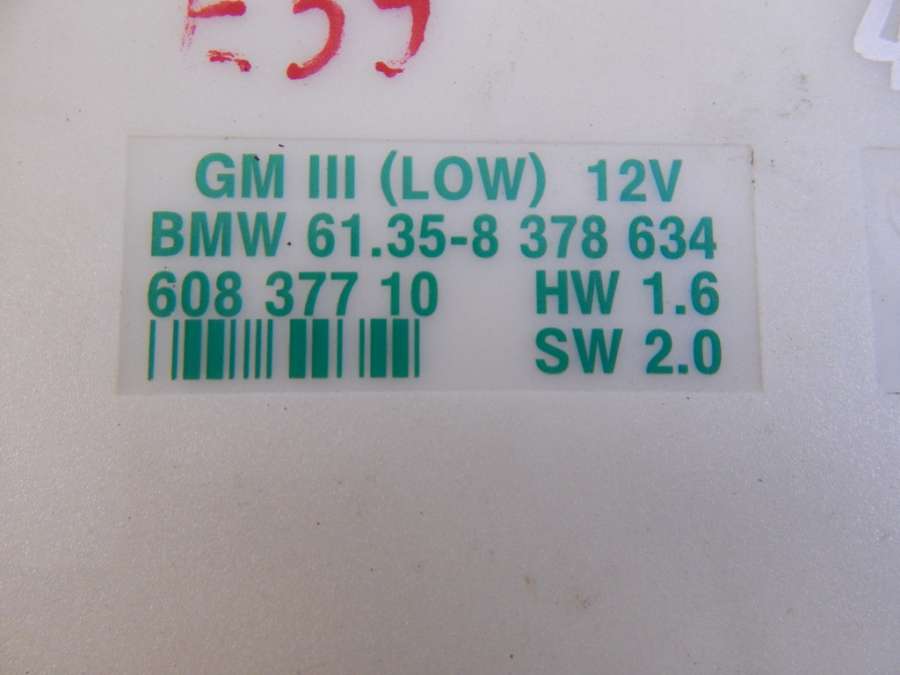 E39
GM III (LOW) 12V
BMW 61.35-8 378 634
608 377 10 HW 1.6
SW 2.0